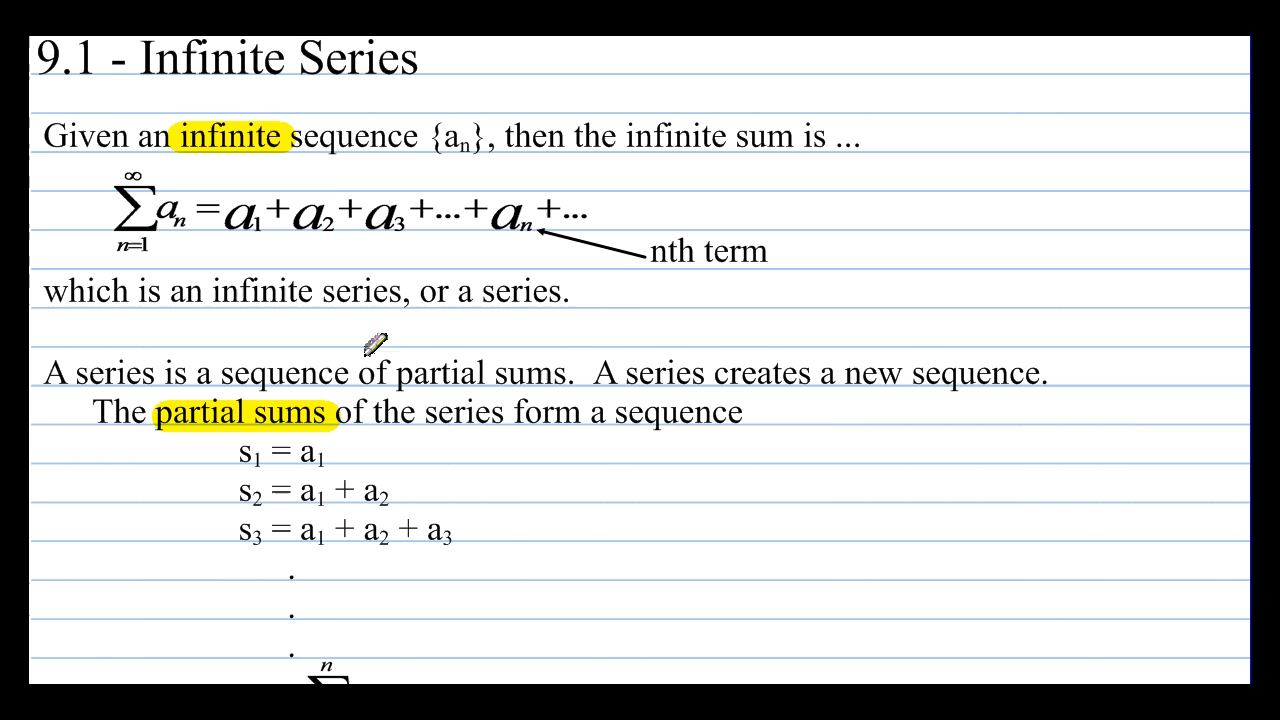 9.1 - Infinite Series
Given an infinite sequence {aₙ}, then the infinite sum is ...
∞
∑ aₙ = a₁+a₂+a₃+...+aₙ+...
n=1
nth term
which is an infinite series, or a series.
A series is a sequence of partial sums.  A series creates a new sequence.
The partial sums of the series form a sequence
s₁ = a₁
s₂ = a₁ + a₂
s₃ = a₁ + a₂ + a₃
.
.
.
n
∑